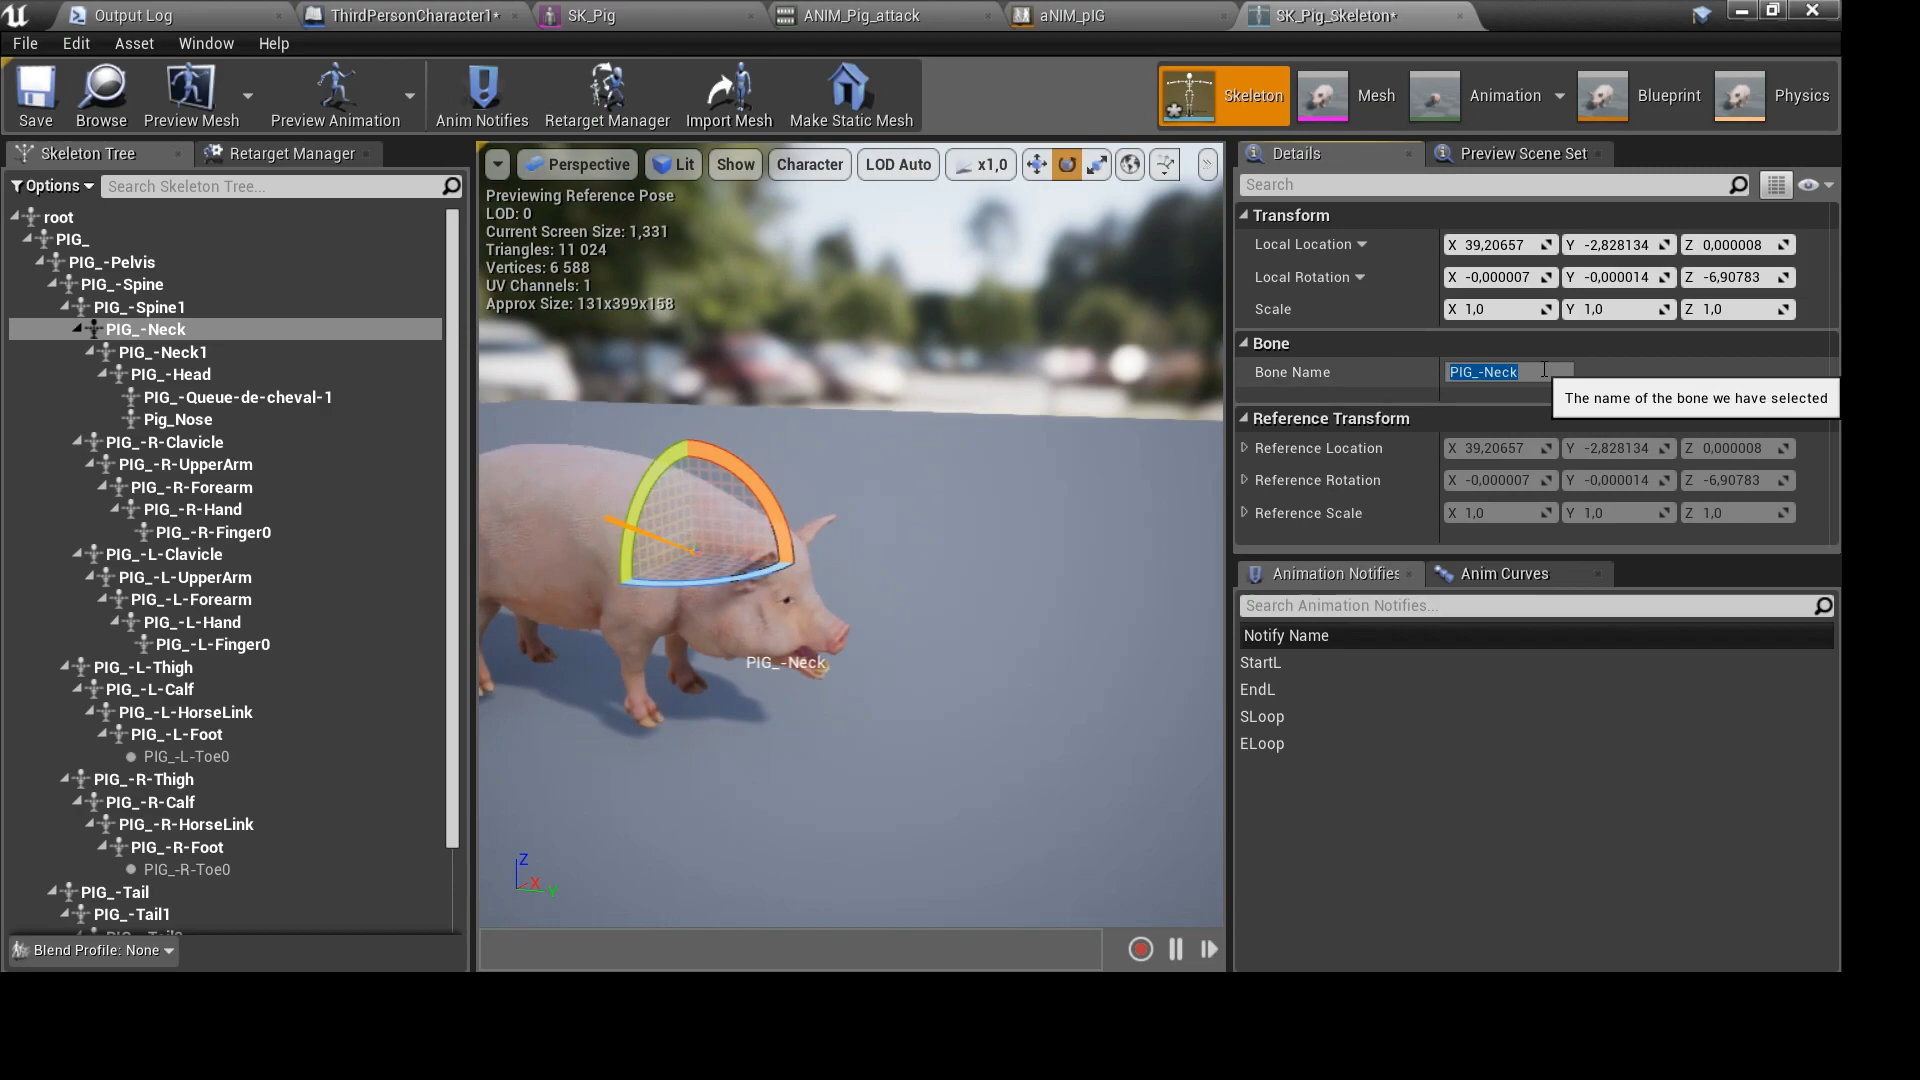 Output Log
ThirdPersonCharacter1*
SK_Pig
ANIM_Pig_attack
aNIM_pIG
SK_Pig_Skeleton*
File Edit Asset Window Help
Save
Browse
Preview Mesh
Preview Animation
Anim Notifies
Retarget Manager
Import Mesh
Make Static Mesh
Skeleton
Mesh
Animation
Blueprint
Physics
Skeleton Tree
Retarget Manager
Options
Search Skeleton Tree...
root
PIG_
PIG_-Pelvis
PIG_-Spine
PIG_-Spine1
PIG_-Neck
PIG_-Neck1
PIG_-Head
PIG_-Queue-de-cheval-1
Pig_Nose
PIG_-R-Clavicle
PIG_-R-UpperArm
PIG_-R-Forearm
PIG_-R-Hand
PIG_-R-Finger0
PIG_-L-Clavicle
PIG_-L-UpperArm
PIG_-L-Forearm
PIG_-L-Hand
PIG_-L-Finger0
PIG_-L-Thigh
PIG_-L-Calf
PIG_-L-HorseLink
PIG_-L-Foot
PIG_-L-Toe0
PIG_-R-Thigh
PIG_-R-Calf
PIG_-R-HorseLink
PIG_-R-Foot
PIG_-R-Toe0
PIG_-Tail
PIG_-Tail1
Blend Profile: None
Perspective
Lit
Show
Character
LOD Auto
x1,0
Previewing Reference Pose
LOD: 0
Current Screen Size: 1,331
Triangles: 11 024
Vertices: 6 588
UV Channels: 1
Approx Size: 131x399x158
PIG_-Neck
Z
X
Y
Details
Preview Scene Set
Search
Transform
Local Location X 39,20657 Y -2,828134 Z 0,000008
Local Rotation X -0,000007 Y -0,000014 Z -6,90783
Scale X 1,0 Y 1,0 Z 1,0
Bone
Bone Name PIG_-Neck
The name of the bone we have selected
Reference Transform
Reference Location X 39,20657 Y -2,828134 Z 0,000008
Reference Rotation X -0,000007 Y -0,000014 Z -6,90783
Reference Scale X 1,0 Y 1,0 Z 1,0
Animation Notifies
Anim Curves
Search Animation Notifies...
Notify Name
StartL
EndL
SLoop
ELoop